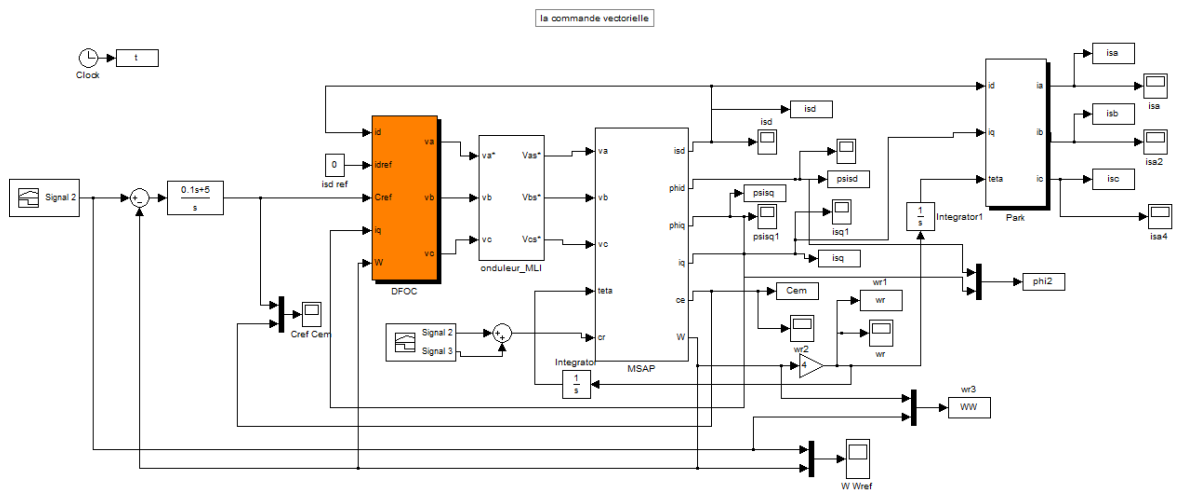 la commande vectorielle
t
Clock
isa
isa
id
ia
iq
ib
teta
ic
Park
isb
isa2
isc
isa4
isd
isd
id
idref
Cref
iq
W
va
vb
vc
DFOC
0
isd ref
va*
vb
vc
Vas*
Vbs*
Vcs*
onduleur_MLI
va
vb
vc
teta
cr
isd
phid
phiq
iq
ce
W
MSAP
psisd
psisq
psisq1
isq1
isq
1
s
Integrator1
Signal 2
+
−
0.1s+5
s
Cref Cem
Signal 2
Signal 3
+
+
Integrator
1
s
Cem
wr2
wr1
wr
wr
4
phi2
wr3
WW
W Wref